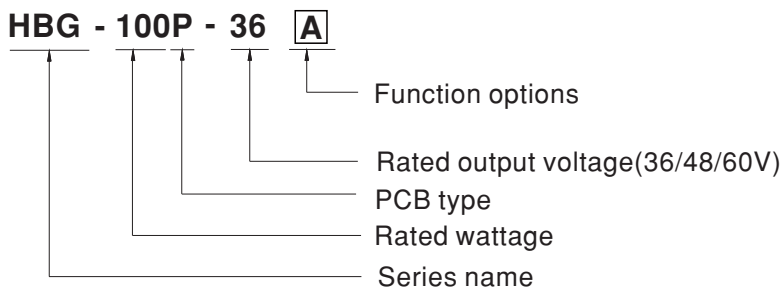 HBG - 100P - 36 A
Function options
Rated output voltage(36/48/60V)
PCB type
Rated wattage
Series name